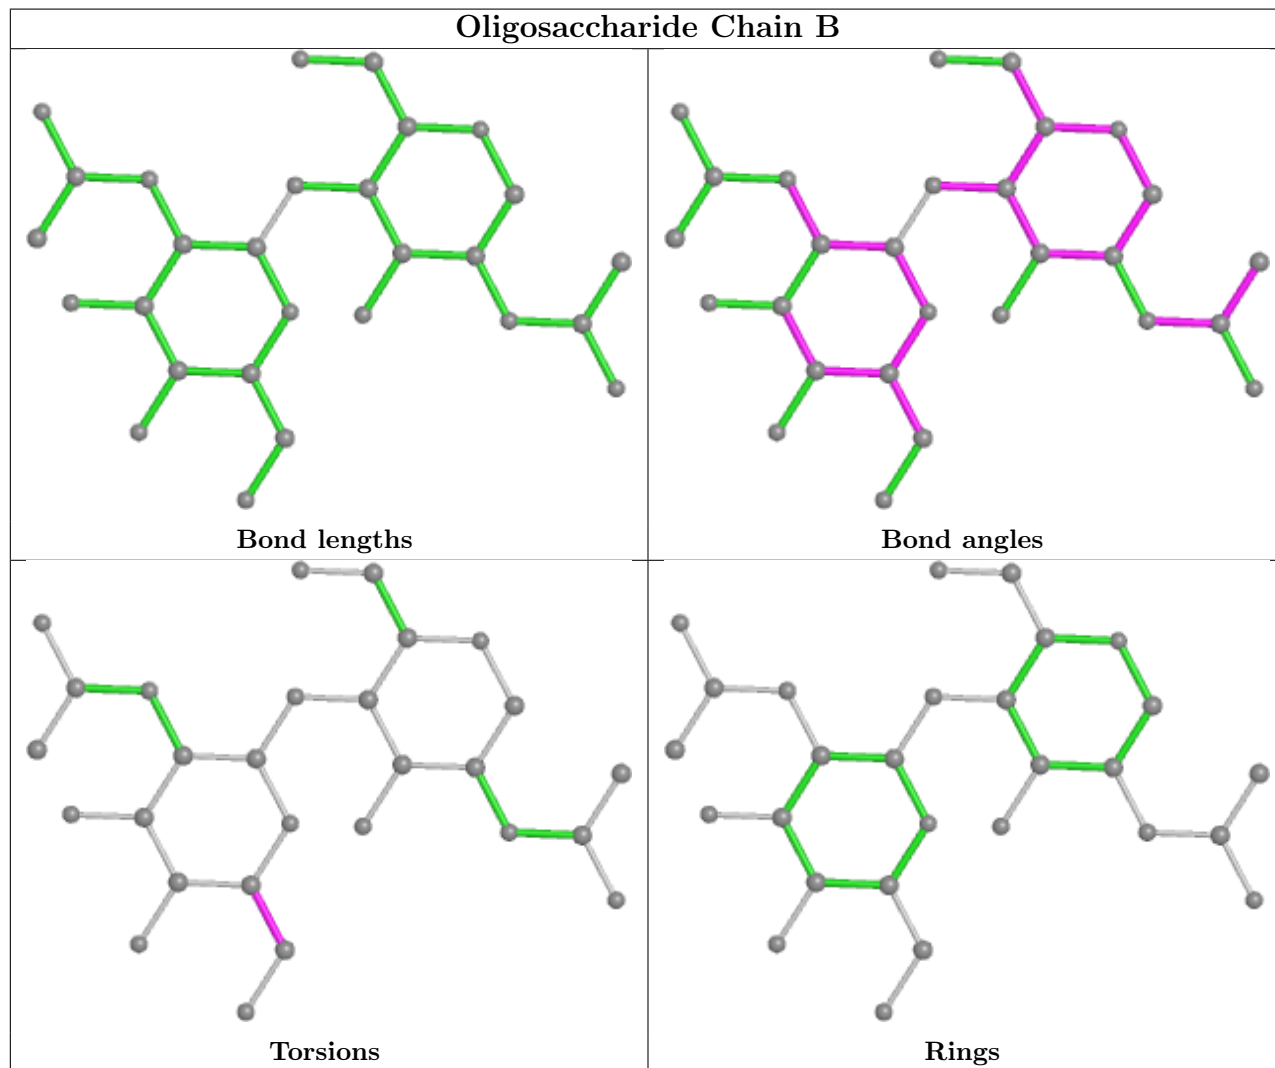 Oligosaccharide Chain B
Bond lengths
Bond angles
Torsions
Rings